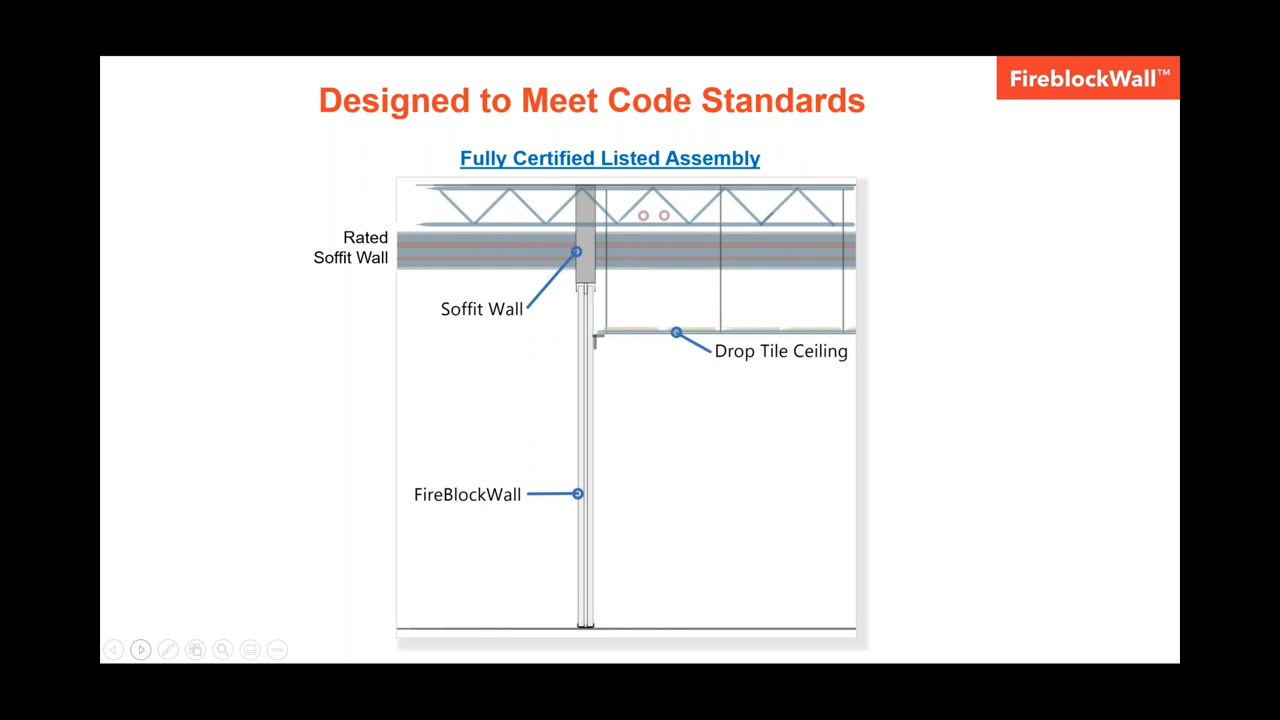 FireblockWall™
Designed to Meet Code Standards
Fully Certified Listed Assembly
Rated
Soffit Wall
Soffit Wall
Drop Tile Ceiling
FireBlockWall